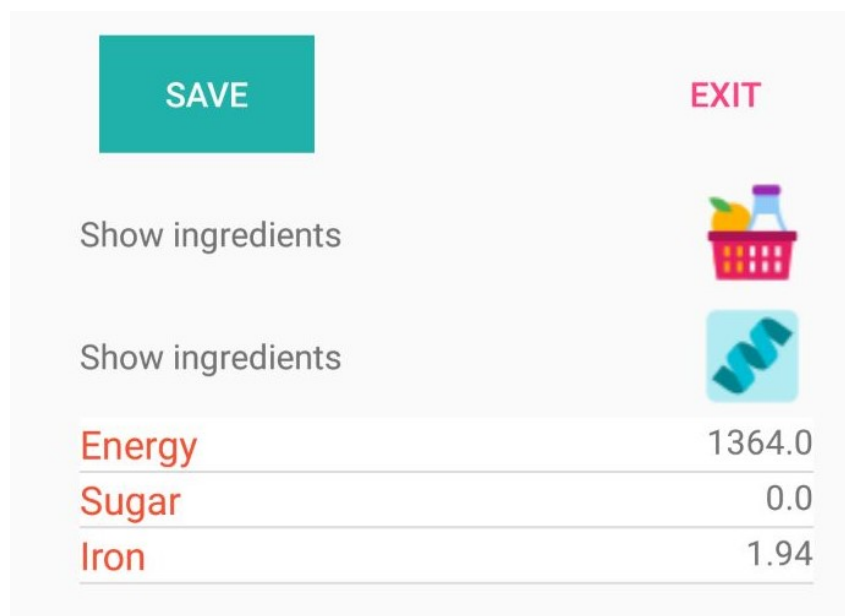 SAVE EXIT
Show ingredients
Show ingredients
Energy 1364.0
Sugar 0.0
Iron 1.94